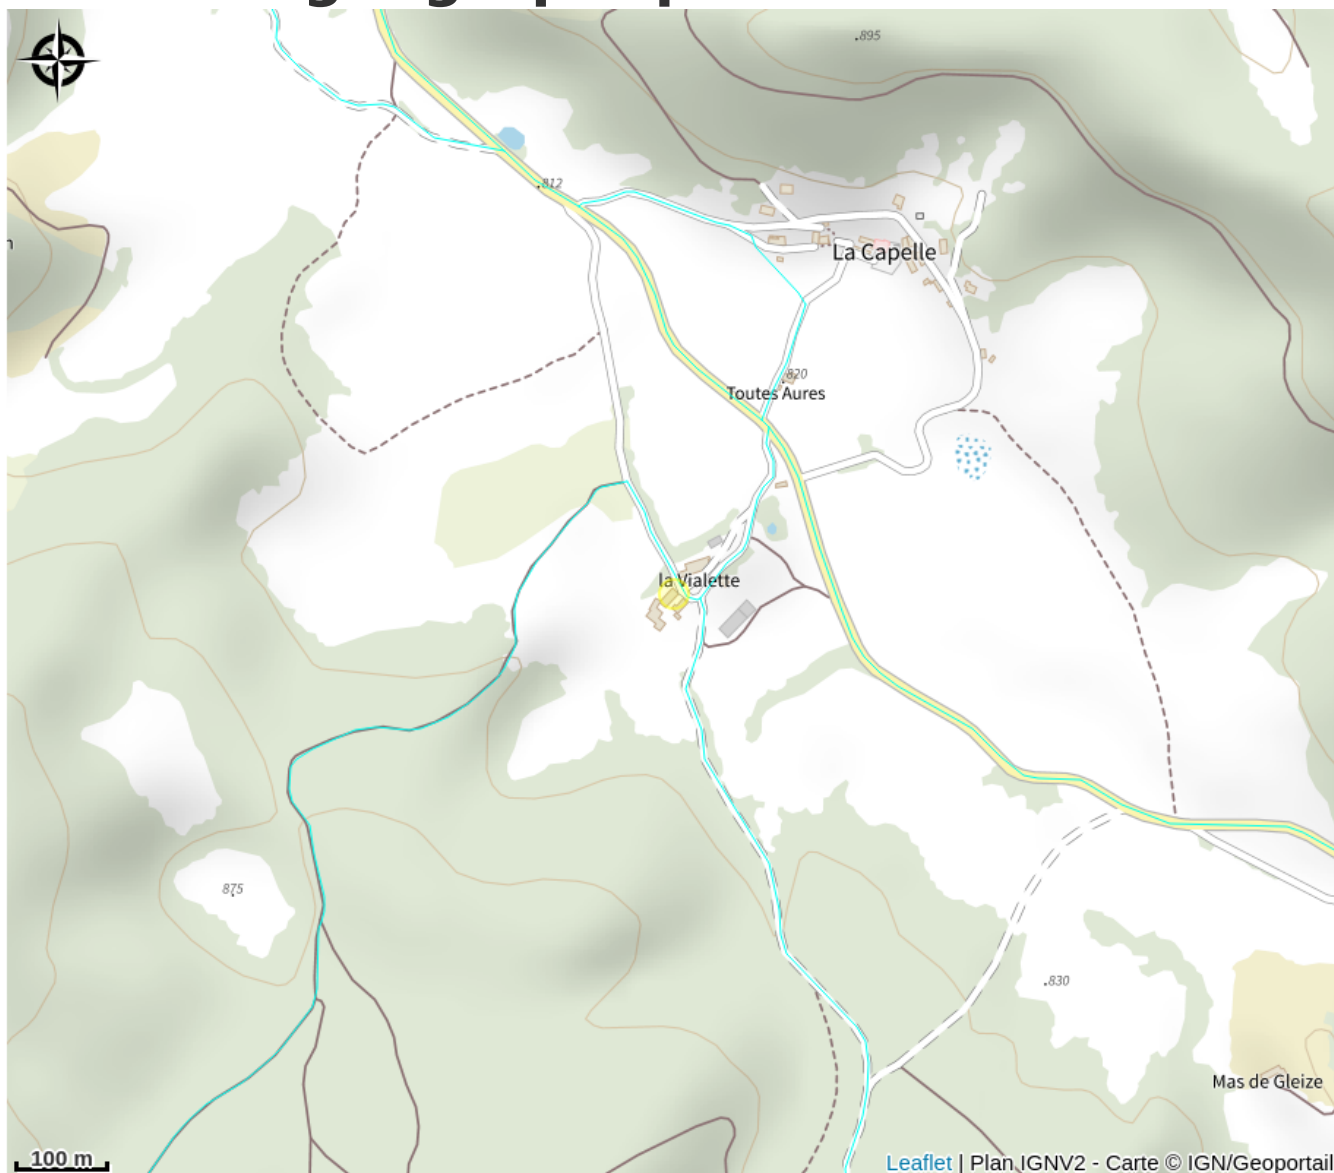 895
812
La Capelle
820
Toutes Aures
la Vialette
875
830
Mas de Gleize
100 m
Leaflet | Plan IGNV2 - Carte © IGN/Geoportail